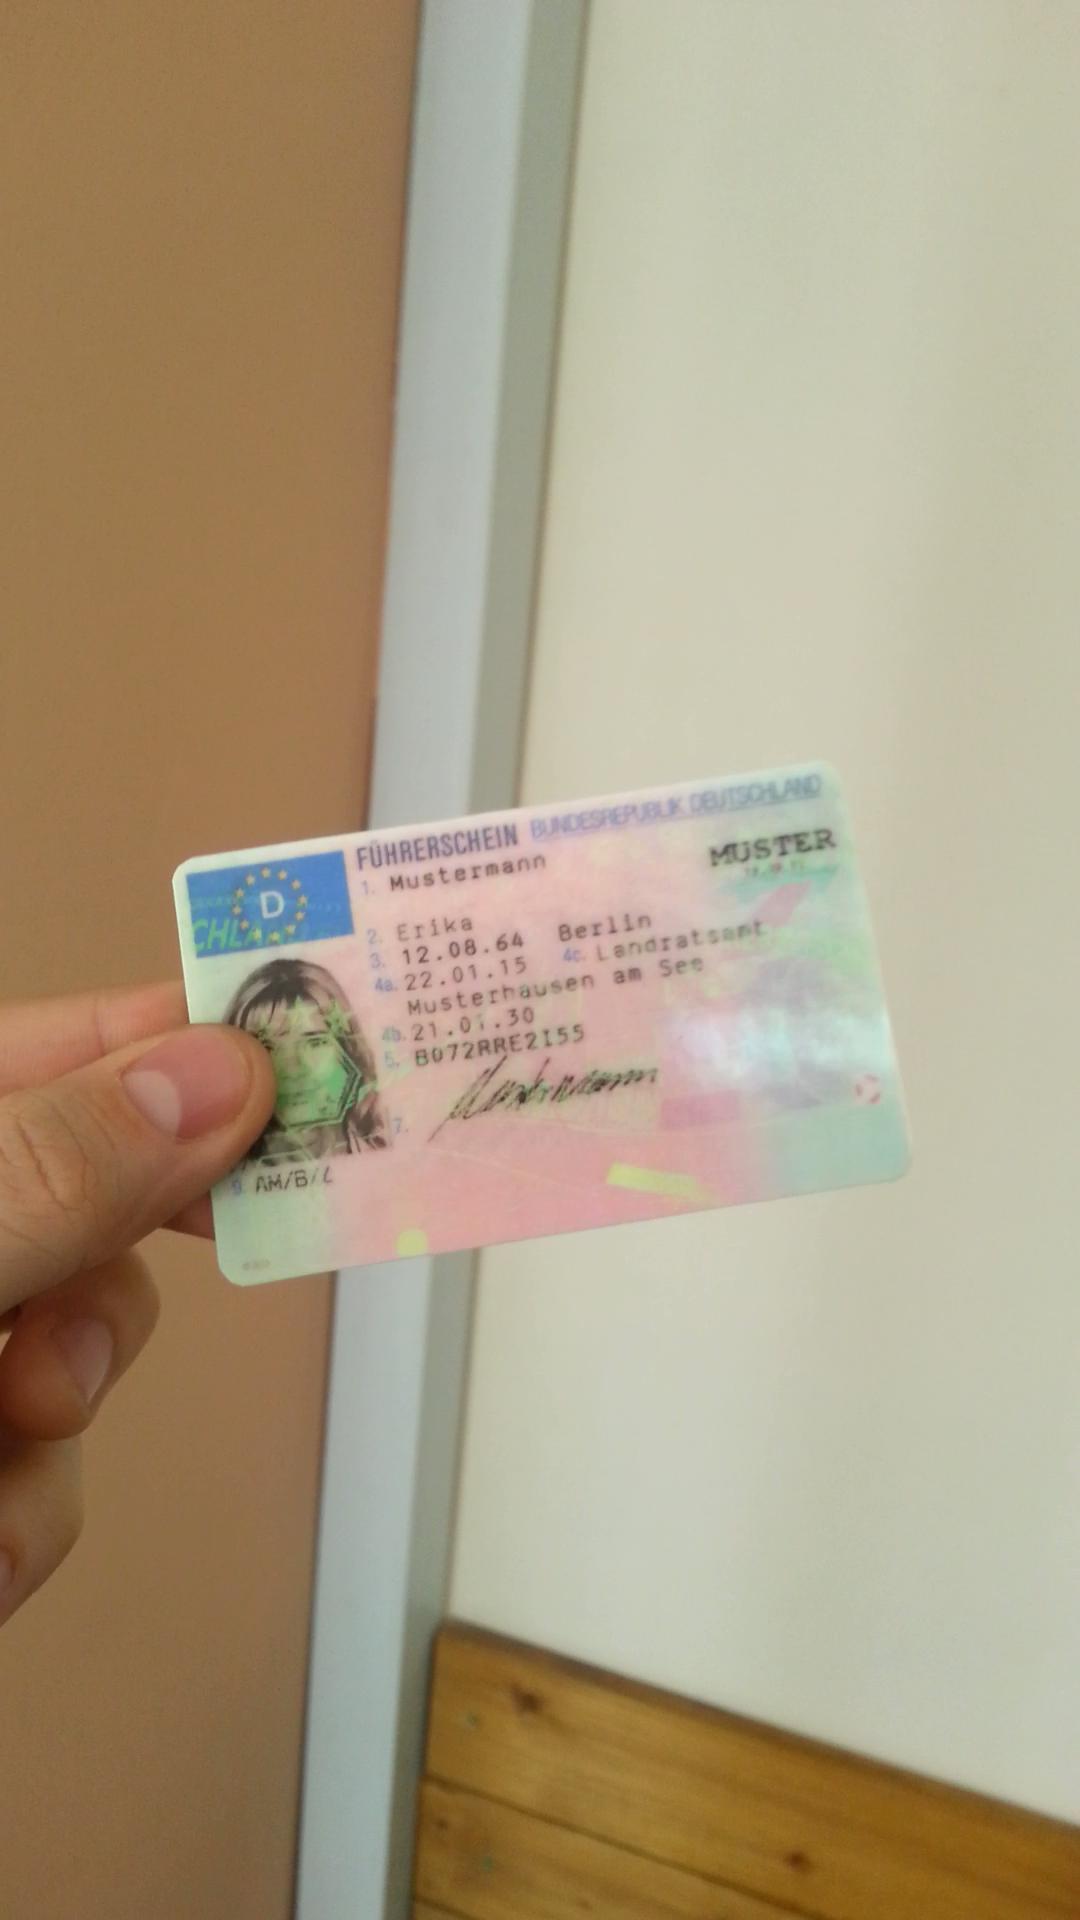 FÜHRERSCHEIN BUNDESREPUBLIK DEUTSCHLAND
D
1. Mustermann
MUSTER
2. Erika
3. 12.08.64 Berlin
4a. 22.01.15 4c. Landratsamt
Musterhausen am See
4b. 21.01.30
5. B072RRE2I55
7. Mustermann
9. AM/B/L